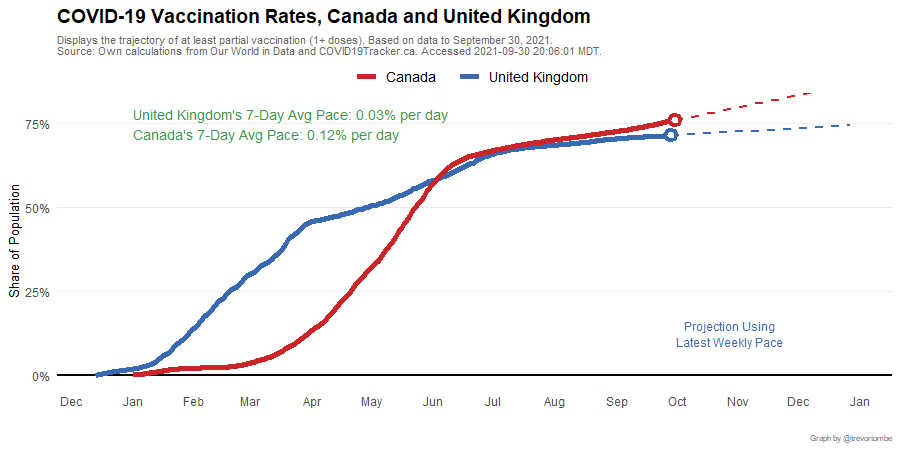 COVID-19 Vaccination Rates, Canada and United Kingdom
Displays the trajectory of at least partial vaccination (1+ doses). Based on data to September 30, 2021.
Source: Own calculations from Our World in Data and COVID19Tracker.ca. Accessed 2021-09-30 20:06:01 MDT.
Canada United Kingdom
United Kingdom's 7-Day Avg Pace: 0.03% per day
Canada's 7-Day Avg Pace: 0.12% per day
75%
50%
25%
0%
Share of Population
Projection Using
Latest Weekly Pace
Dec Jan Feb Mar Apr May Jun Jul Aug Sep Oct Nov Dec Jan
Graph by @trevortombe